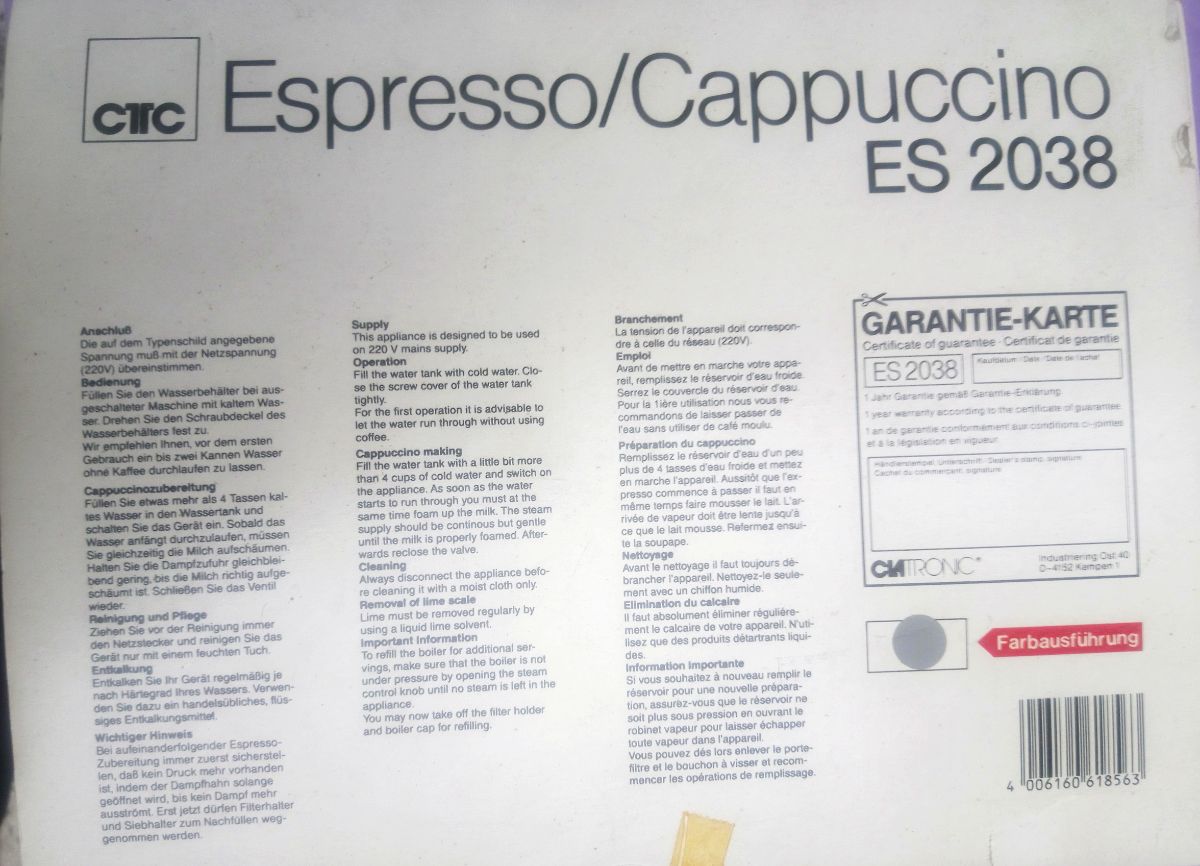 CTC
Espresso/Cappuccino
ES 2038
Anschluß
Die auf dem Typenschild angegebene
Spannung muß mit der Netzspannung
(220V) übereinstimmen.
Bedienung
Füllen Sie den Wasserbehälter bei aus-
geschalteter Maschine mit kaltem Was-
ser. Drehen Sie den Schraubdeckel des
Wasserbehälters fest zu.
Wir empfehlen Ihnen, vor dem ersten
Gebrauch ein bis zwei Kannen Wasser
ohne Kaffee durchlaufen zu lassen.
Cappuccinozubereitung
Füllen Sie etwas mehr als 4 Tassen kal-
tes Wasser in den Wassertank und
schalten Sie das Gerät ein. Sobald das
Wasser anfängt durchzulaufen, müssen
Sie gleichzeitig die Milch aufschäumen.
Halten Sie die Dampfzufuhr gleichblei-
bend gering, bis die Milch richtig aufge-
schäumt ist. Schließen Sie das Ventil
wieder.
Reinigung und Pflege
Ziehen Sie vor der Reinigung immer
den Netzstecker und reinigen Sie das
Gerät nur mit einem feuchten Tuch.
Entkalkung
Entkalken Sie Ihr Gerät regelmäßig je
nach Härtegrad Ihres Wassers. Verwen-
den Sie dazu ein handelsübliches, flüs-
siges Entkalkungsmittel.
Wichtiger Hinweis
Bei aufeinanderfolgender Espresso-
Zubereitung immer zuerst sicherstel-
len, daß kein Druck mehr vorhanden
ist, indem der Dampfhahn solange
geöffnet wird, bis kein Dampf mehr
ausströmt. Erst jetzt dürfen Filterhalter
und Siebhalter zum Nachfüllen weg-
genommen werden.
Supply
This appliance is designed to be used
on 220 V mains supply.
Operation
Fill the water tank with cold water. Clo-
se the screw cover of the water tank
tightly.
For the first operation it is advisable to
let the water run through without using
coffee.
Cappuccino making
Fill the water tank with a little bit more
than 4 cups of cold water and switch on
the appliance. As soon as the water
starts to run through you must at the
same time foam up the milk. The steam
supply should be continous but gentle
until the milk is properly foamed. After-
wards reclose the valve.
Cleaning
Always disconnect the appliance befo-
re cleaning it with a moist cloth only.
Removal of lime scale
Lime must be removed regularly by
using a liquid lime solvent.
Important Information
To refill the boiler for additional ser-
vings, make sure that the boiler is not
under pressure by opening the steam
control knob until no steam is left in the
appliance.
You may now take off the filter holder
and boiler cap for refilling.
Branchement
La tension de l'appareil doit correspon-
dre à celle du réseau (220V).
Emploi
Avant de mettre en marche votre appa-
reil, remplissez le réservoir d'eau froide.
Serrez le couvercle du réservoir d'eau.
Pour la 1ière utilisation nous vous re-
commandons de laisser passer de
l'eau sans utiliser de café moulu.
Préparation du cappuccino
Remplissez le réservoir d'eau d'un peu
plus de 4 tasses d'eau froide et mettez
en marche l'appareil. Aussitôt que l'ex-
presso commence à passer il faut en
même temps faire mousser le lait. L'ar-
rivée de vapeur doit être lente jusqu'à
ce que le lait mousse. Refermez ensui-
te la soupape.
Nettoyage
Avant le nettoyage il faut toujours dé-
brancher l'appareil. Nettoyez-le seule-
ment avec un chiffon humide.
Elimination du calcaire
Il faut absolument éliminer régulière-
ment le calcaire de votre appareil. N'uti-
lisez que des produits détartrants liqui-
des.
Information importante
Si vous souhaitez à nouveau remplir le
réservoir pour une nouvelle prépara-
tion, assurez-vous que le réservoir ne
soit plus sous pression en ouvrant le
robinet vapeur pour laisser échapper
toute vapeur dans l'appareil.
Vous pouvez dés lors enlever le porte-
filtre et le bouchon à visser et recom-
mencer les opérations de remplissage.
GARANTIE-KARTE
Certificate of guarantee · Certificat de garantie
ES 2038
Kaufdatum · Date · Date de l'achat
1 Jahr Garantie gemäß Garantie-Erklärung
1 year warranty according to the certificate of guarantee
1 an de garantie conformément aux conditions ci-jointes
et à la législation en vigueur
Händlerstempel, Unterschrift · Dealer's stamp, signature
Cachet du commerçant, signature
CLATRONIC®
Industriering Ost 40
D-4152 Kempen 1
Farbausführung
4 006160 618563